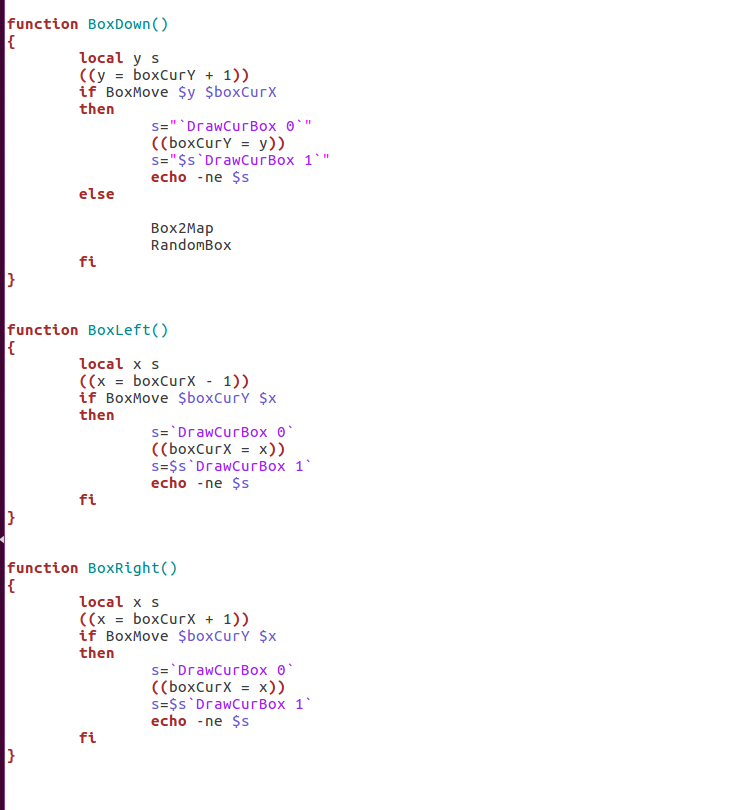 function BoxDown()
{
        local y s
        ((y = boxCurY + 1))
        if BoxMove $y $boxCurX
        then
                s="`DrawCurBox 0`"
                ((boxCurY = y))
                s="$s`DrawCurBox 1`"
                echo -ne $s
        else
                Box2Map
                RandomBox
        fi
}
function BoxLeft()
{
        local x s
        ((x = boxCurX - 1))
        if BoxMove $boxCurY $x
        then
                s=`DrawCurBox 0`
                ((boxCurX = x))
                s=$s`DrawCurBox 1`
                echo -ne $s
        fi
}
function BoxRight()
{
        local x s
        ((x = boxCurX + 1))
        if BoxMove $boxCurY $x
        then
                s=`DrawCurBox 0`
                ((boxCurX = x))
                s=$s`DrawCurBox 1`
                echo -ne $s
        fi
}